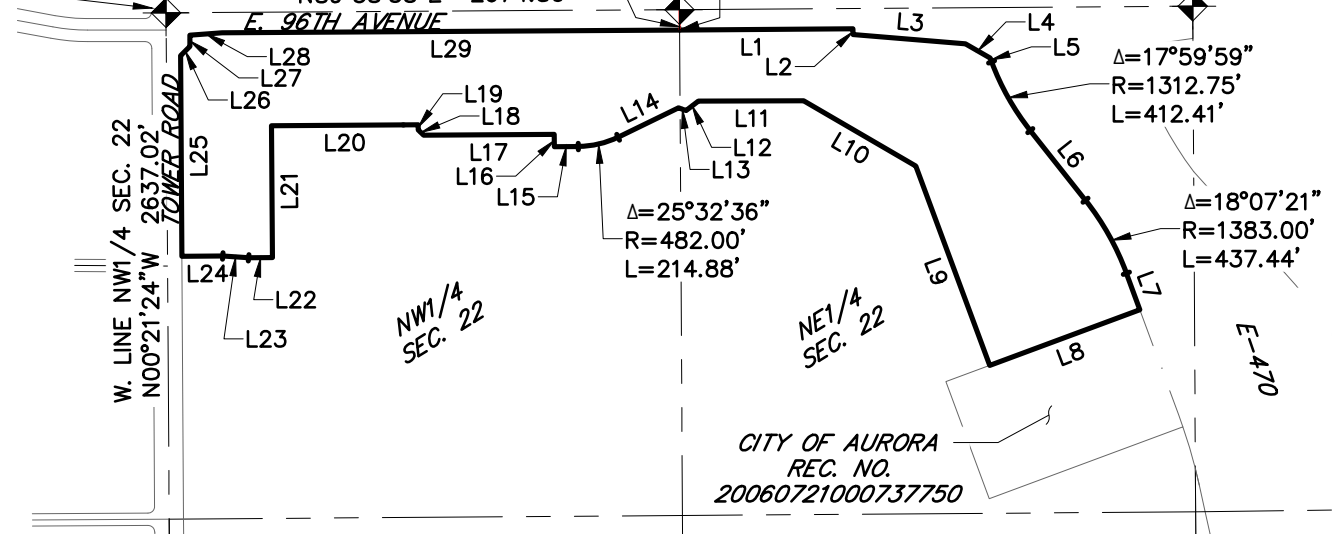 E. 96TH AVENUE
L28
L27
L26
L29
L1
L2
L3
L4
L5
Δ=17°59'59"
R=1312.75'
L=412.41'
TOWER ROAD
W. LINE NW1/4 SEC. 22
N00°21'24"W 2637.02'
L25
L20
L21
L19
L18
L17
L16
L15
L14
L11
L12
L13
L10
L6
Δ=25°32'36"
R=482.00'
L=214.88'
Δ=18°07'21"
R=1383.00'
L=437.44'
L24
L22
L23
L9
L7
L8
NW1/4
SEC. 22
NE1/4
SEC. 22
E-470
CITY OF AURORA
REC. NO.
20060721000737750